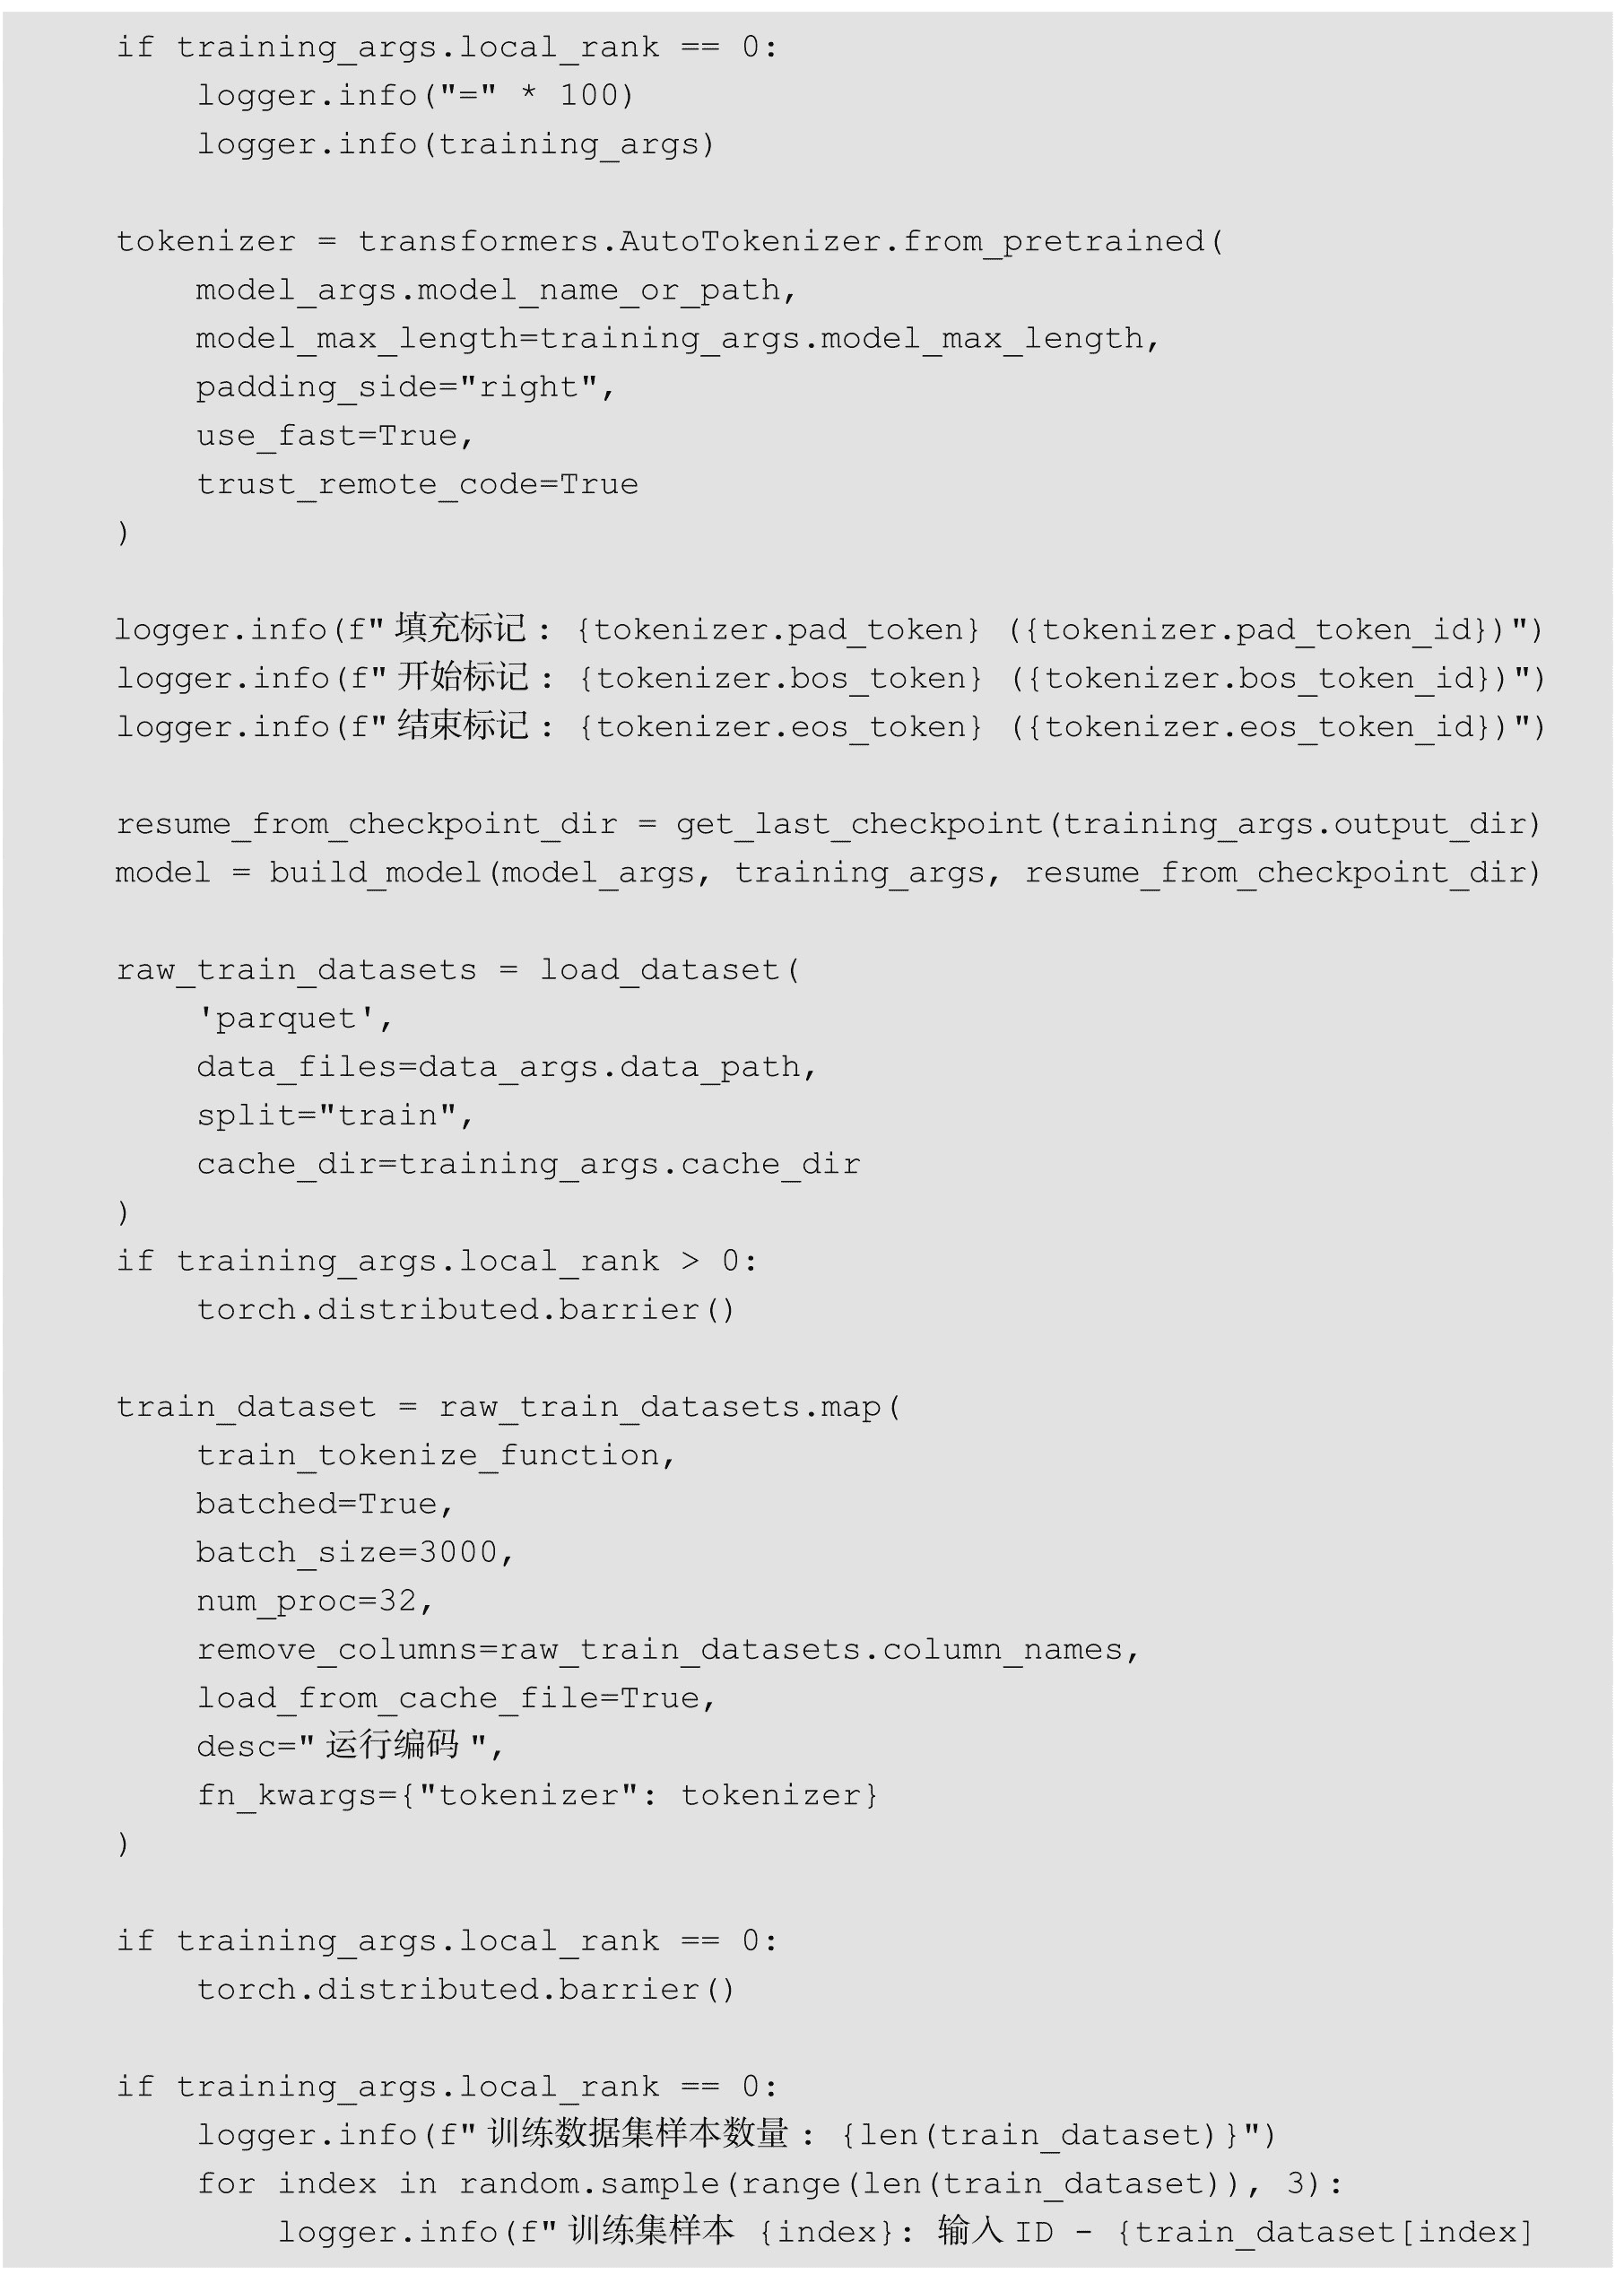 if training_args.local_rank == 0:
    logger.info("=" * 100)
    logger.info(training_args)

tokenizer = transformers.AutoTokenizer.from_pretrained(
    model_args.model_name_or_path,
    model_max_length=training_args.model_max_length,
    padding_side="right",
    use_fast=True,
    trust_remote_code=True
)

logger.info(f"填充标记: {tokenizer.pad_token} ({tokenizer.pad_token_id})")
logger.info(f"开始标记: {tokenizer.bos_token} ({tokenizer.bos_token_id})")
logger.info(f"结束标记: {tokenizer.eos_token} ({tokenizer.eos_token_id})")

resume_from_checkpoint_dir = get_last_checkpoint(training_args.output_dir)
model = build_model(model_args, training_args, resume_from_checkpoint_dir)

raw_train_datasets = load_dataset(
    'parquet',
    data_files=data_args.data_path,
    split="train",
    cache_dir=training_args.cache_dir
)
if training_args.local_rank > 0:
    torch.distributed.barrier()

train_dataset = raw_train_datasets.map(
    train_tokenize_function,
    batched=True,
    batch_size=3000,
    num_proc=32,
    remove_columns=raw_train_datasets.column_names,
    load_from_cache_file=True,
    desc="运行编码",
    fn_kwargs={"tokenizer": tokenizer}
)

if training_args.local_rank == 0:
    torch.distributed.barrier()

if training_args.local_rank == 0:
    logger.info(f"训练数据集样本数量: {len(train_dataset)}")
    for index in random.sample(range(len(train_dataset)), 3):
        logger.info(f"训练集样本 {index}: 输入ID - {train_dataset[index]